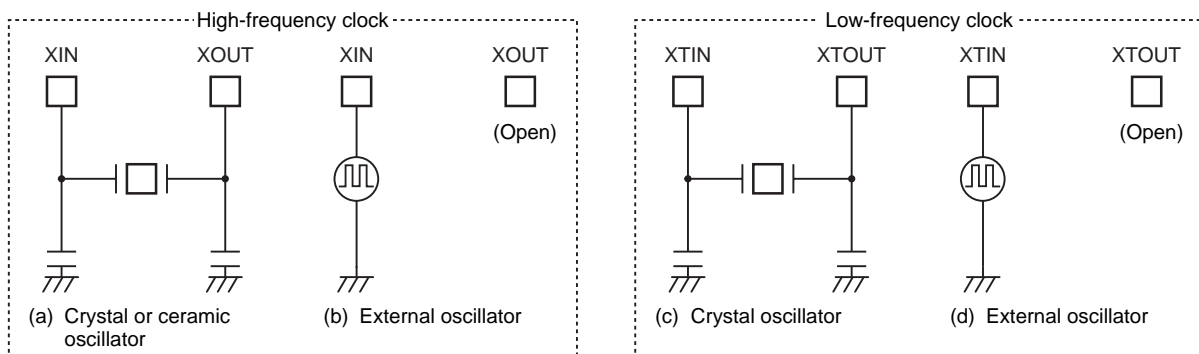 High-frequency clock
XIN XOUT XIN XOUT
(Open)
(a) Crystal or ceramic
oscillator
(b) External oscillator
Low-frequency clock
XTIN XTOUT XTIN XTOUT
(Open)
(c) Crystal oscillator
(d) External oscillator